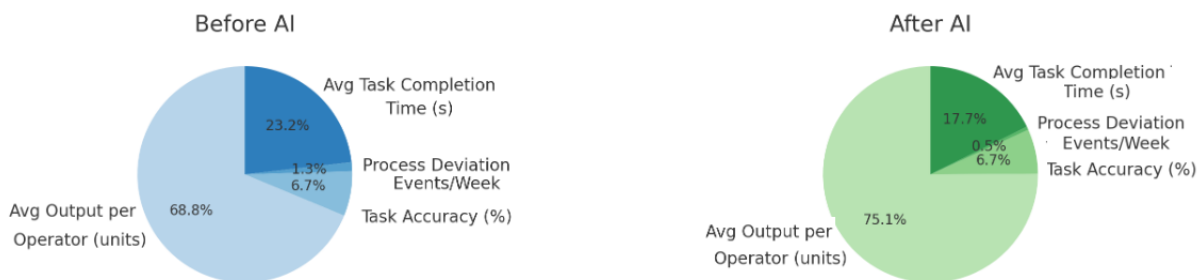 Before AI
Avg Task Completion
Time (s)
23.2%
1.3%
Process Deviation
Events/Week
6.7%
Task Accuracy (%)
Avg Output per
Operator (units)
68.8%
After AI
Avg Task Completion
Time (s)
17.7%
Process Deviation
Events/Week
0.5%
6.7%
Task Accuracy (%)
Avg Output per
Operator (units)
75.1%